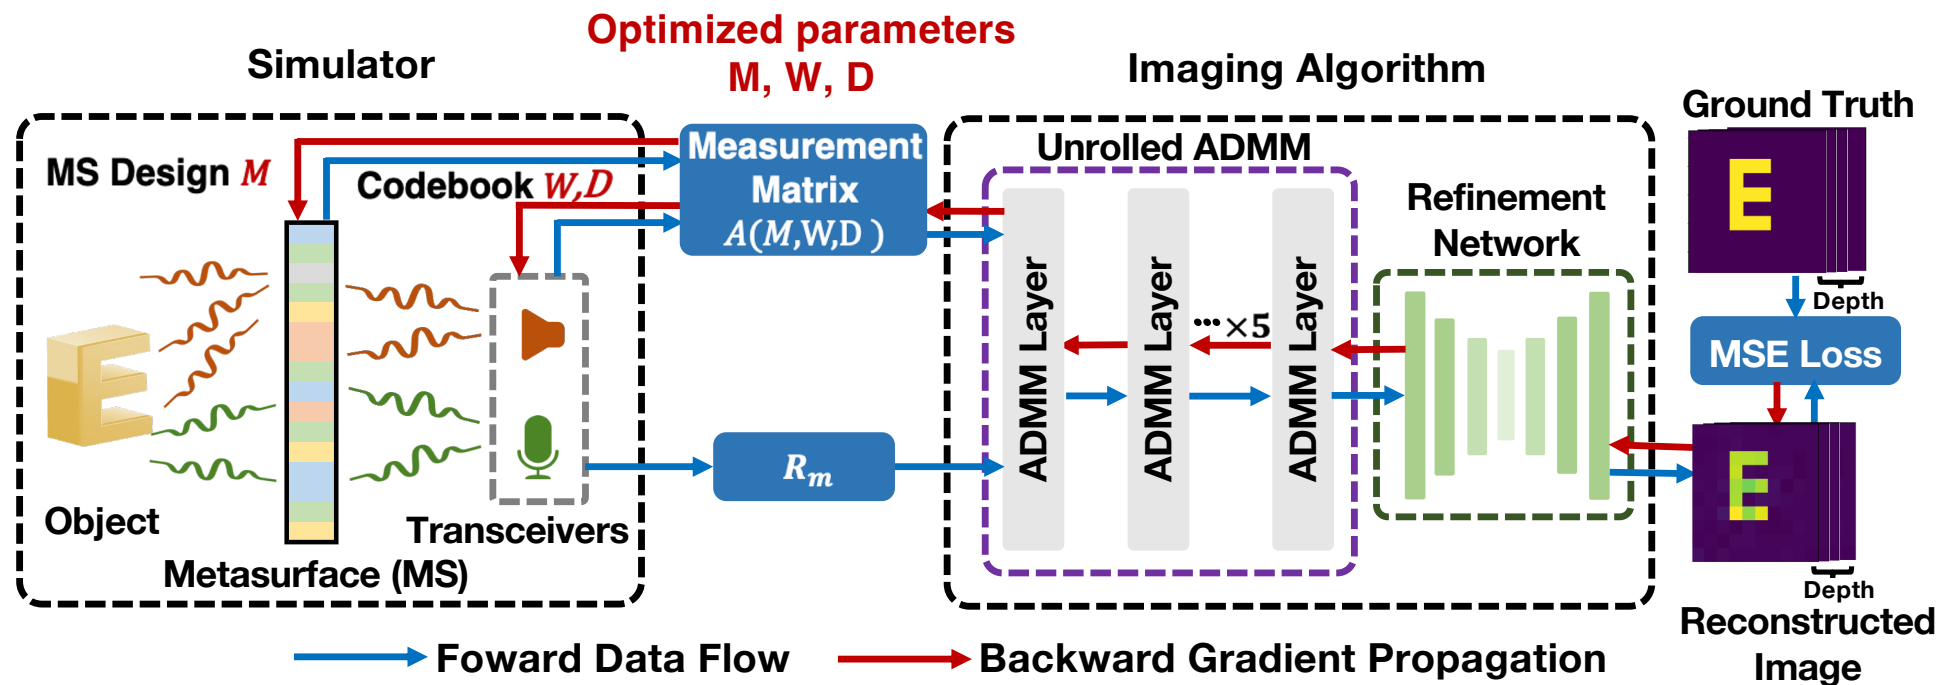 Optimized parameters
M, W, D
Simulator
Imaging Algorithm
MS Design M
Codebook W,D
Measurement
Matrix
A(M,W,D )
Unrolled ADMM
ADMM Layer
ADMM Layer
... ×5
ADMM Layer
Refinement
Network
Ground Truth
Depth
MSE Loss
Depth
Reconstructed
Image
R_m
Object
Transceivers
Metasurface (MS)
Foward Data Flow
Backward Gradient Propagation